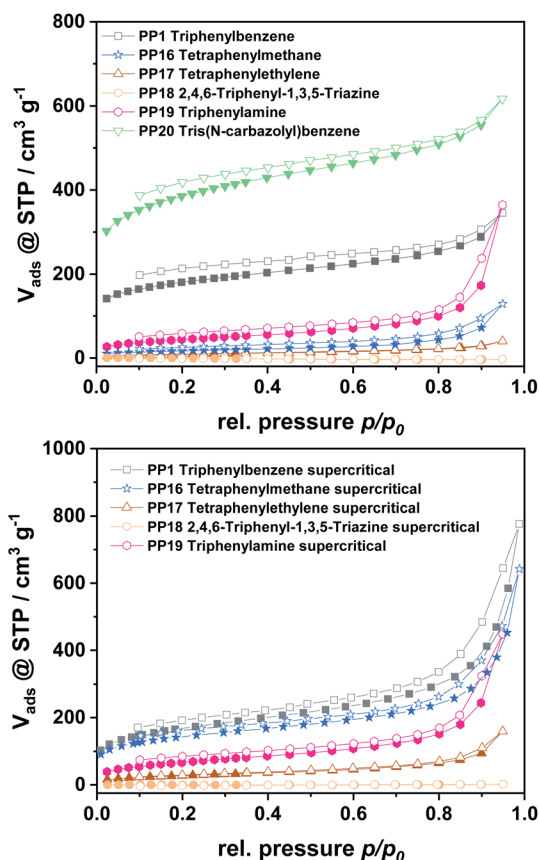 800
600
400
200
0
V_ads @ STP / cm³ g⁻¹
PP1 Triphenylbenzene
PP16 Tetraphenylmethane
PP17 Tetraphenylethylene
PP18 2,4,6-Triphenyl-1,3,5-Triazine
PP19 Triphenylamine
PP20 Tris(N-carbazolyl)benzene
0.0 0.2 0.4 0.6 0.8 1.0
rel. pressure p/p₀
1000
800
600
400
200
0
V_ads @ STP / cm³ g⁻¹
PP1 Triphenylbenzene supercritical
PP16 Tetraphenylmethane supercritical
PP17 Tetraphenylethylene supercritical
PP18 2,4,6-Triphenyl-1,3,5-Triazine supercritical
PP19 Triphenylamine supercritical
0.0 0.2 0.4 0.6 0.8 1.0
rel. pressure p/p₀